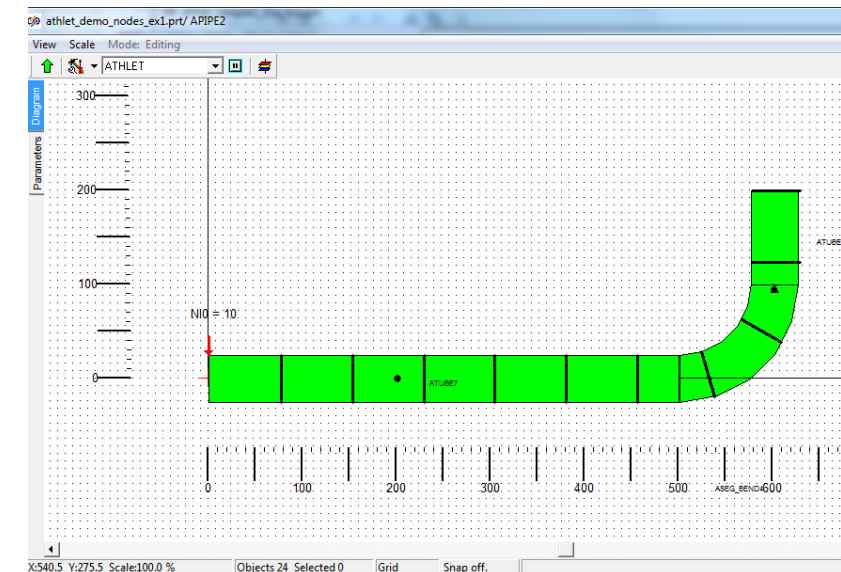 athlet_demo_nodes_ex1.prt/ APIPE2
View Scale Mode: Editing
ATHLET
Diagram
Parameters
300
200
100
0
NI0 = 10
ATUBE
ATUBE7
0 100 200 300 400 500 ASEG_BEND4 600
X:540.5 Y:275.5 Scale:100.0 % Objects 24 Selected 0 Grid Snap off.